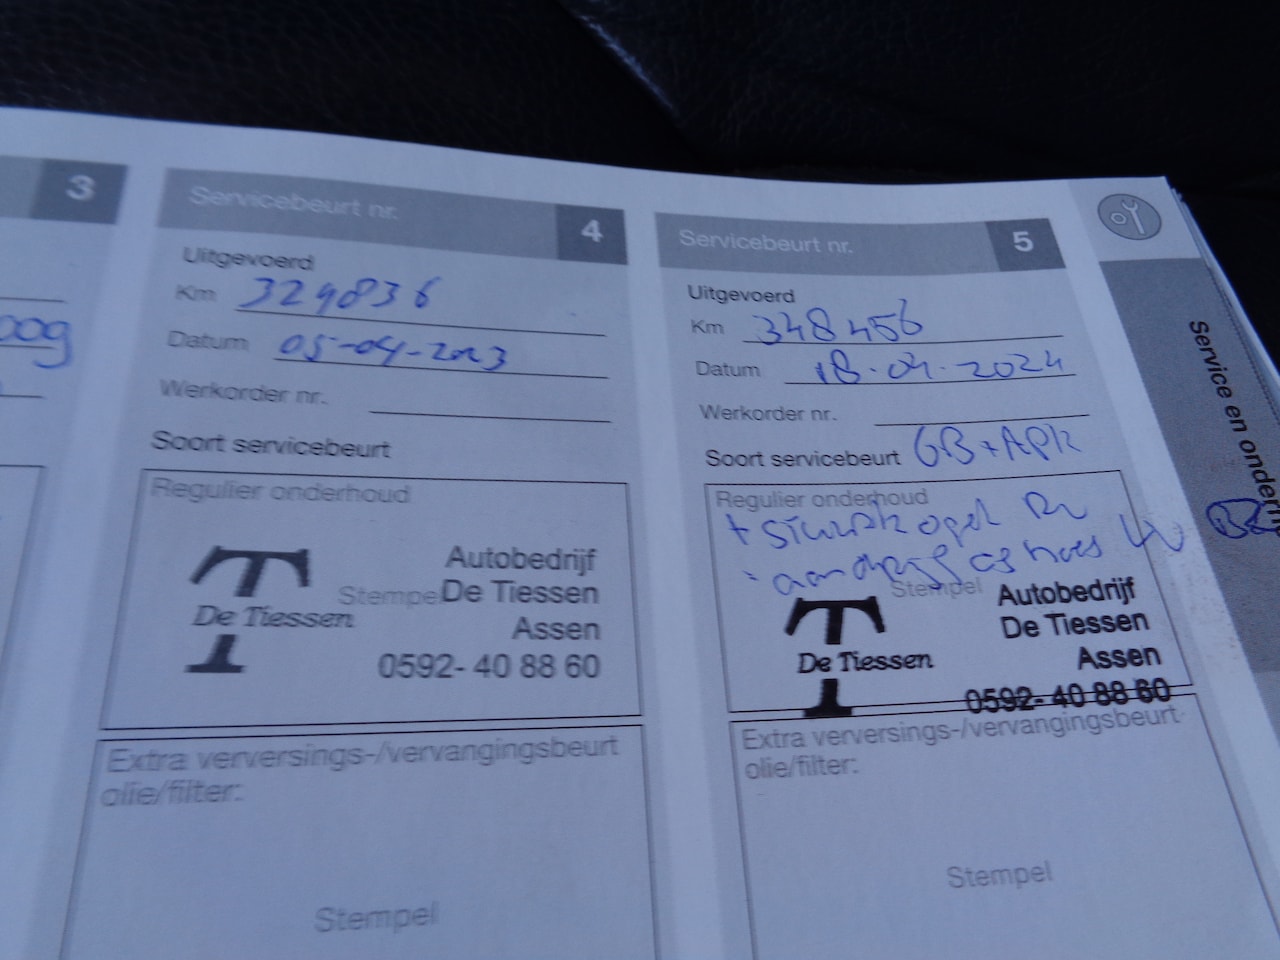 3
oog
Servicebeurt nr. 4
Uitgevoerd
Km
Datum 05-04-2023
Werkorder nr.
Soort servicebeurt
Regulier onderhoud
Stempel
De Tiessen
Autobedrijf
De Tiessen
Assen
0592- 40 88 60
Extra verversings-/vervangingsbeurt
olie/filter:
Stempel
Servicebeurt nr. 5
Uitgevoerd
Km 348456
Datum 18-04-2024
Werkorder nr.
Soort servicebeurt GB+APK
Regulier onderhoud
+ stuurkogel
Stempel
De Tiessen
Autobedrijf
De Tiessen
Assen
0592- 40 88 60
Extra verversings-/vervangingsbeurt
olie/filter:
Stempel
Service en onderh